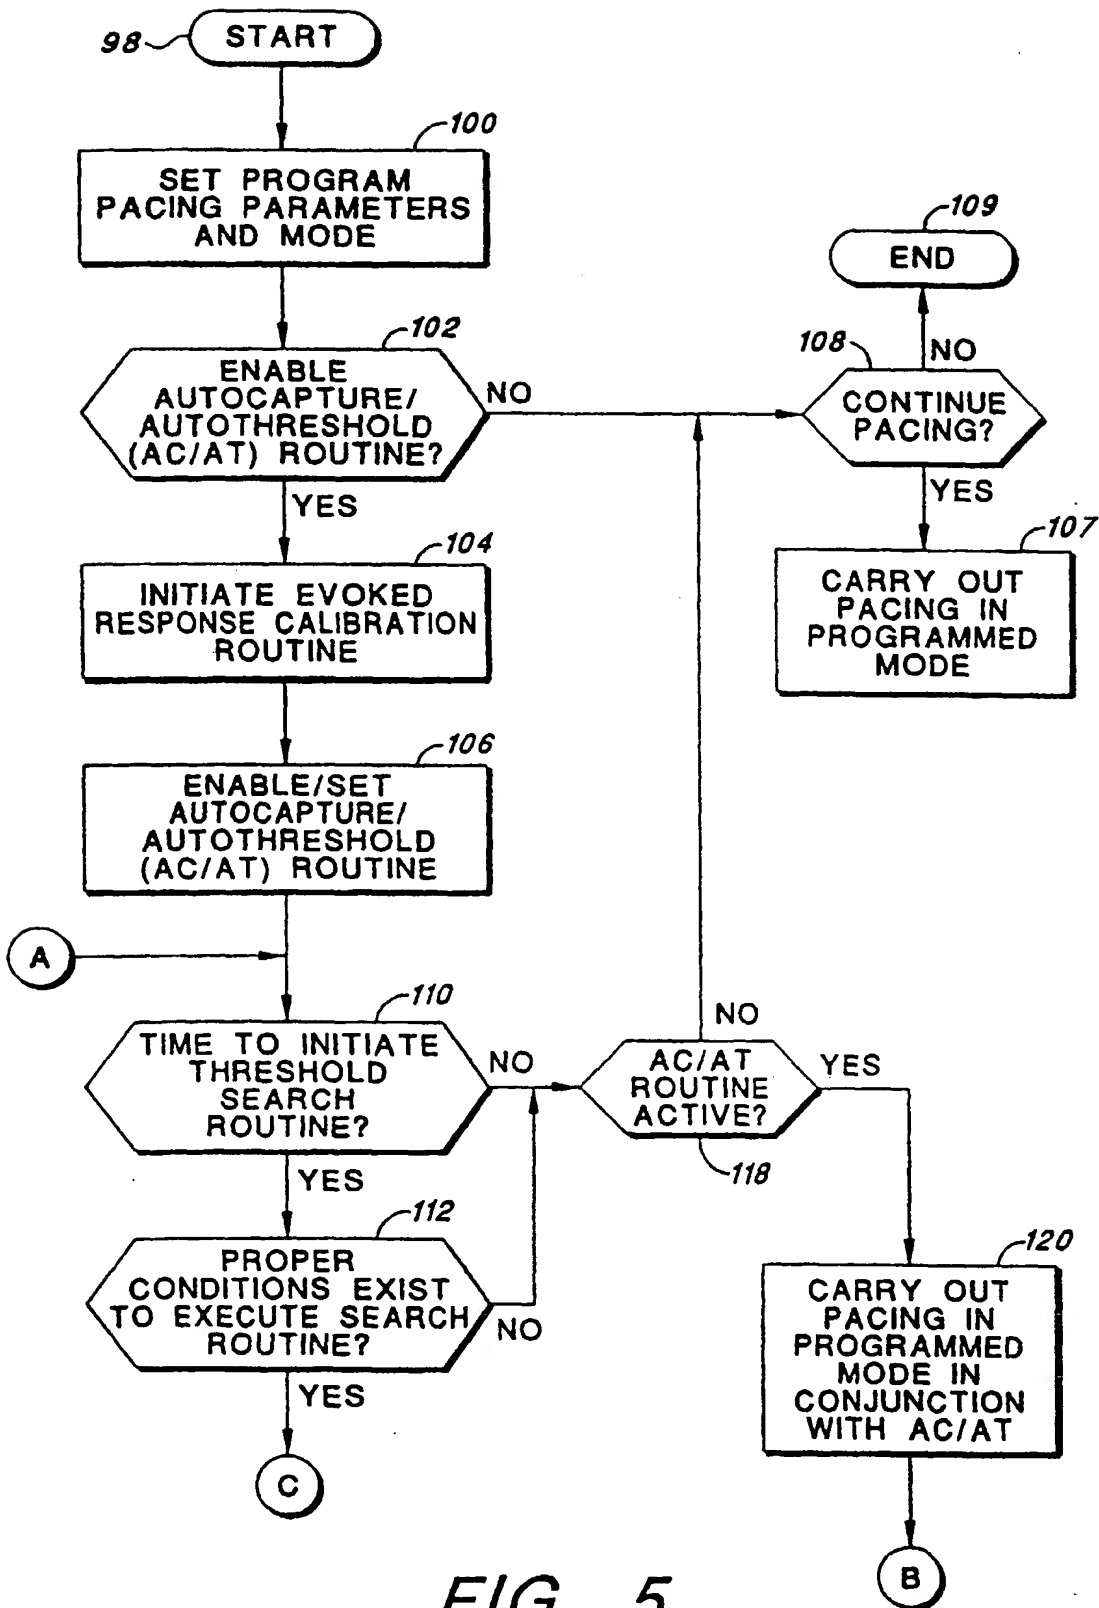 98
START
100
SET PROGRAM
PACING PARAMETERS
AND MODE
109
END
102
ENABLE
AUTOCAPTURE/
AUTOTHRESHOLD
(AC/AT) ROUTINE?
NO
YES
108
NO
CONTINUE
PACING?
YES
107
CARRY OUT
PACING IN
PROGRAMMED
MODE
104
INITIATE EVOKED
RESPONSE CALIBRATION
ROUTINE
106
ENABLE/SET
AUTOCAPTURE/
AUTOTHRESHOLD
(AC/AT) ROUTINE
A
110
TIME TO INITIATE
THRESHOLD
SEARCH
ROUTINE?
NO
YES
NO
AC/AT
ROUTINE
ACTIVE?
YES
118
112
PROPER
CONDITIONS EXIST
TO EXECUTE SEARCH
ROUTINE?
NO
YES
C
120
CARRY OUT
PACING IN
PROGRAMMED
MODE IN
CONJUNCTION
WITH AC/AT
B
FIG. 5